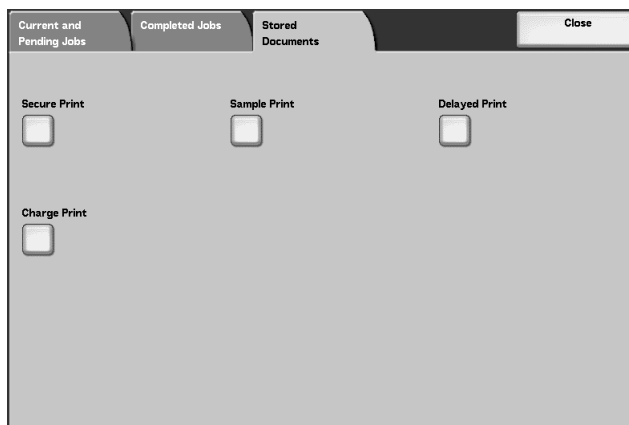 Current and
Pending Jobs
Completed Jobs
Stored
Documents
Close
Secure Print
Sample Print
Delayed Print
Charge Print